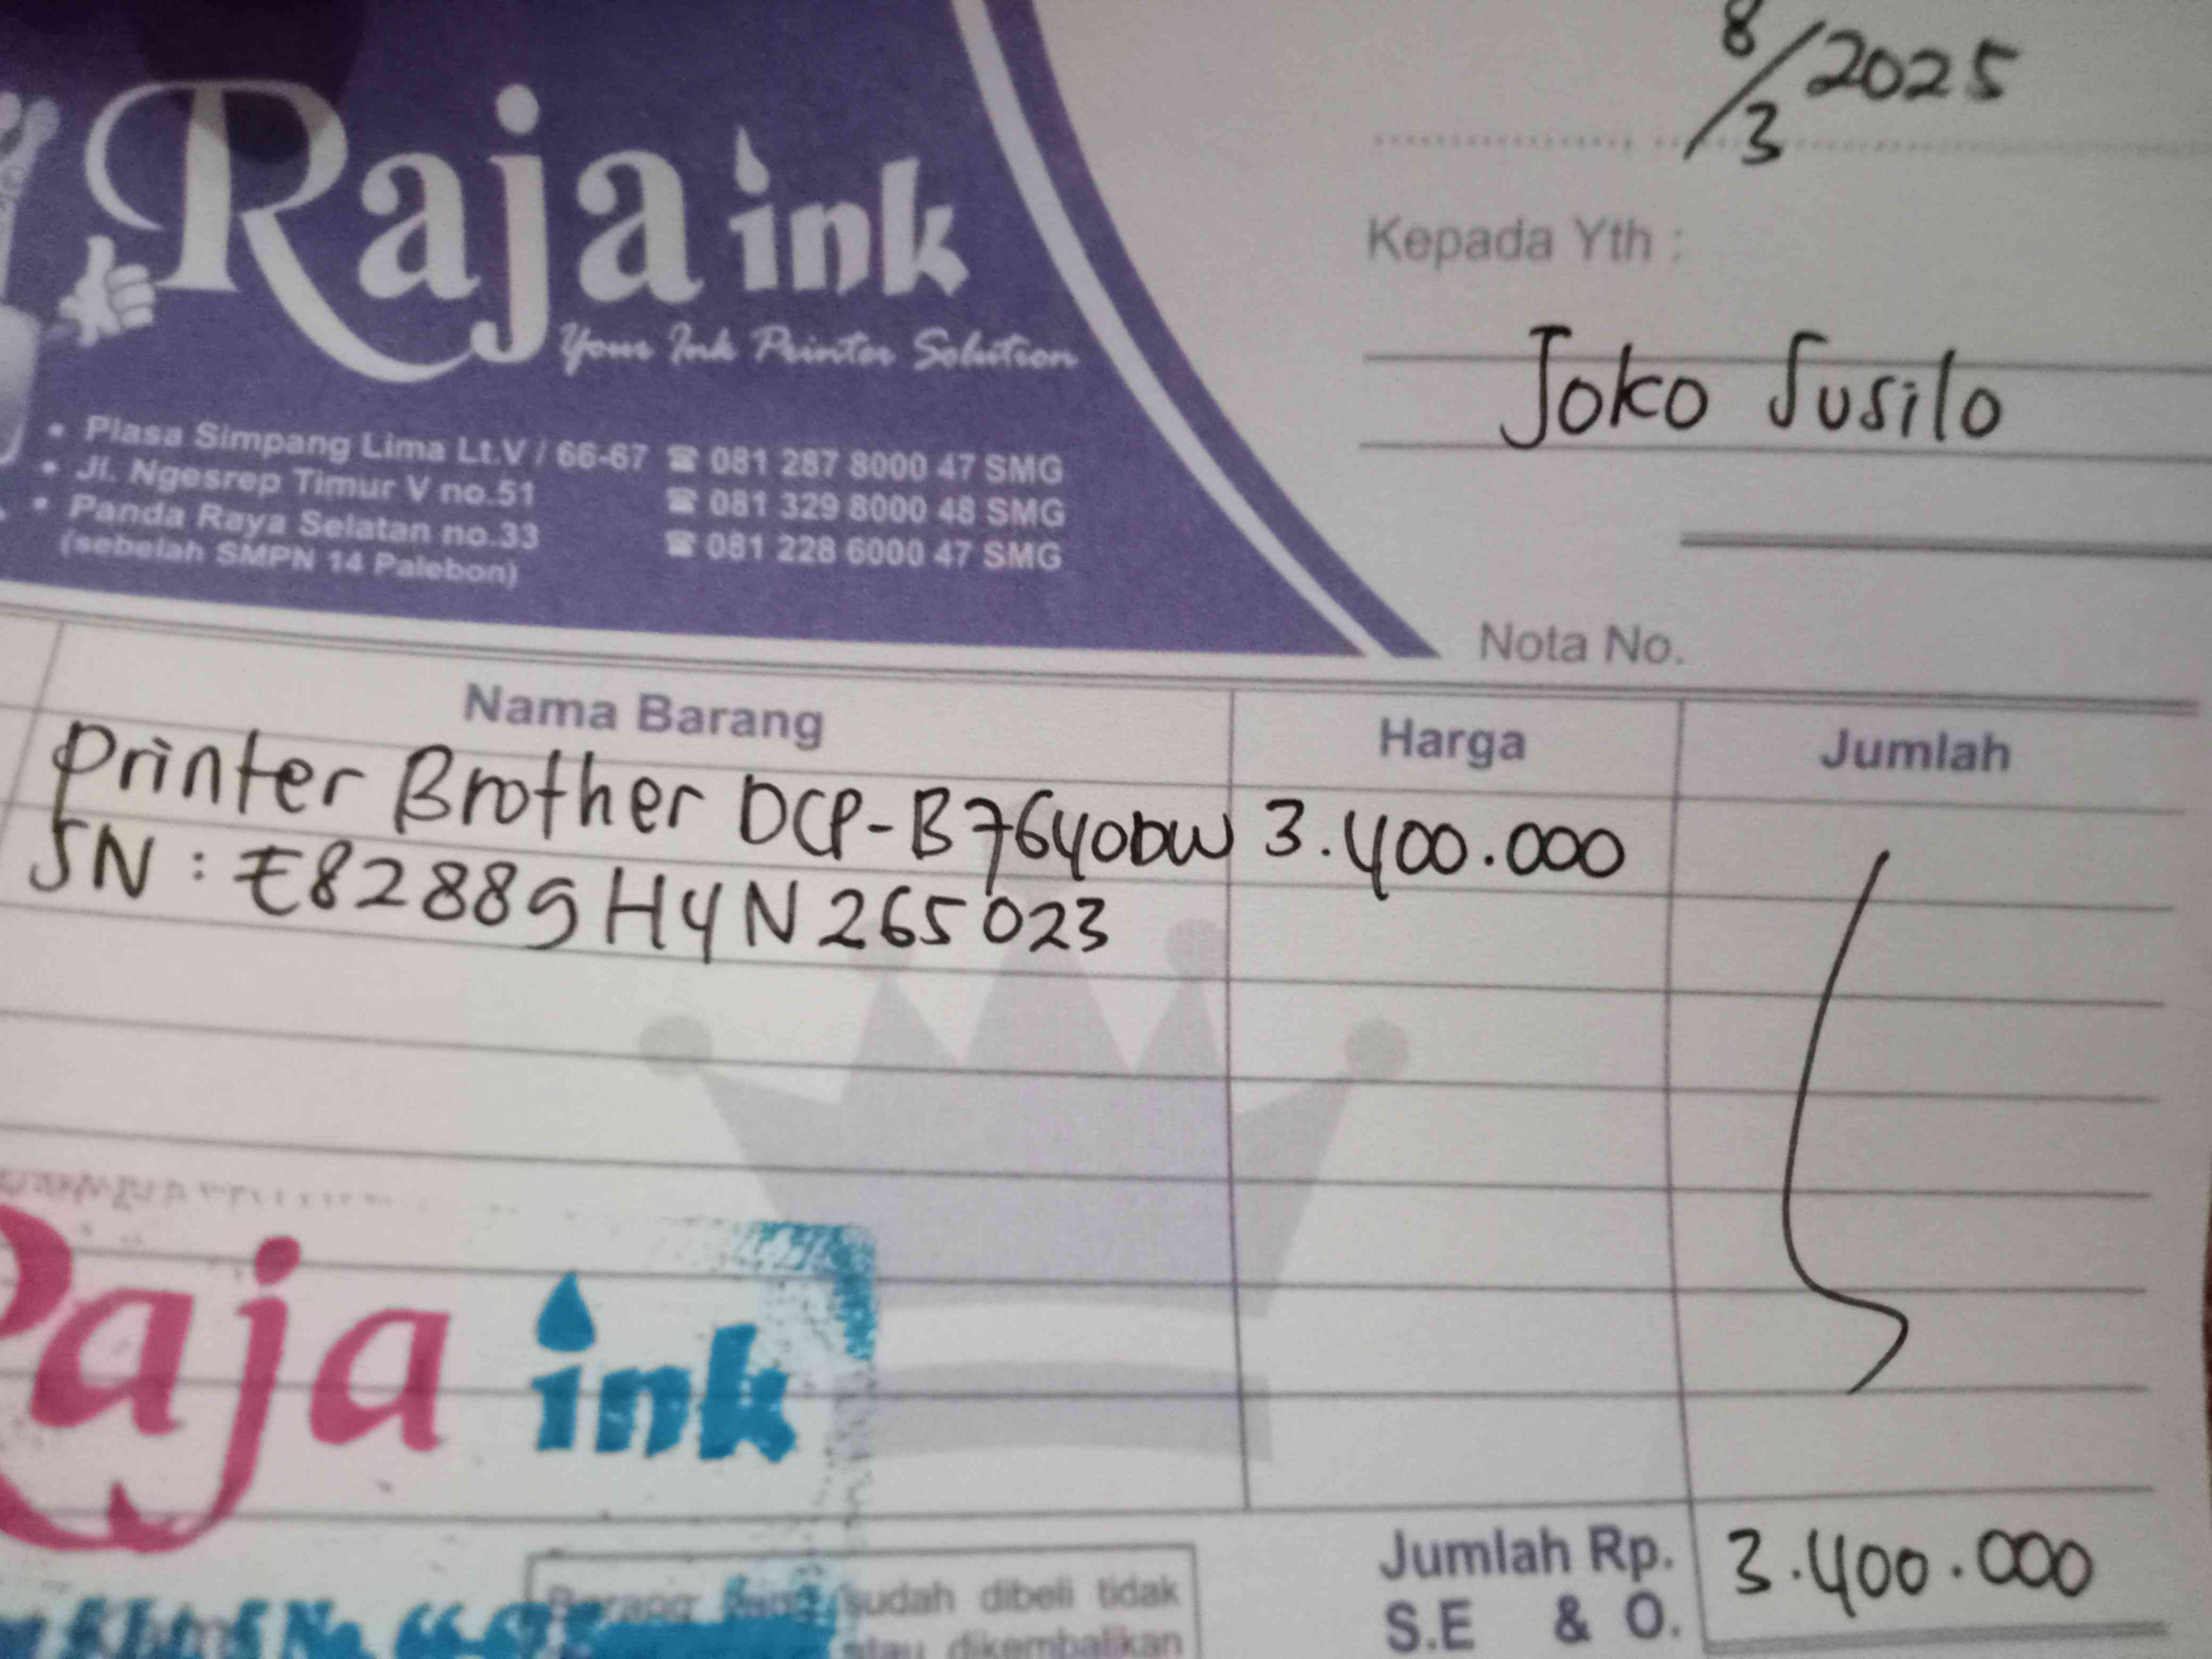 8/3 2025
Raja ink
Your Ink Printer Solution
Kepada Yth :
Joko Susilo
• Plasa Simpang Lima Lt.V / 66-67 ☎ 081 287 8000 47 SMG
• Jl. Ngesrep Timur V no.51 ☎ 081 329 8000 48 SMG
• Panda Raya Selatan no.33 ☎ 081 228 6000 47 SMG
(sebelah SMPN 14 Palebon)
Nota No.
Nama Barang Harga Jumlah
Printer Brother DCP-B7640DW 3.400.000
SN : E82889H4N265023
Raja ink
Jumlah Rp. 3.400.000
S.E & O.
Barang yang sudah dibeli tidak
atau dikembalikan